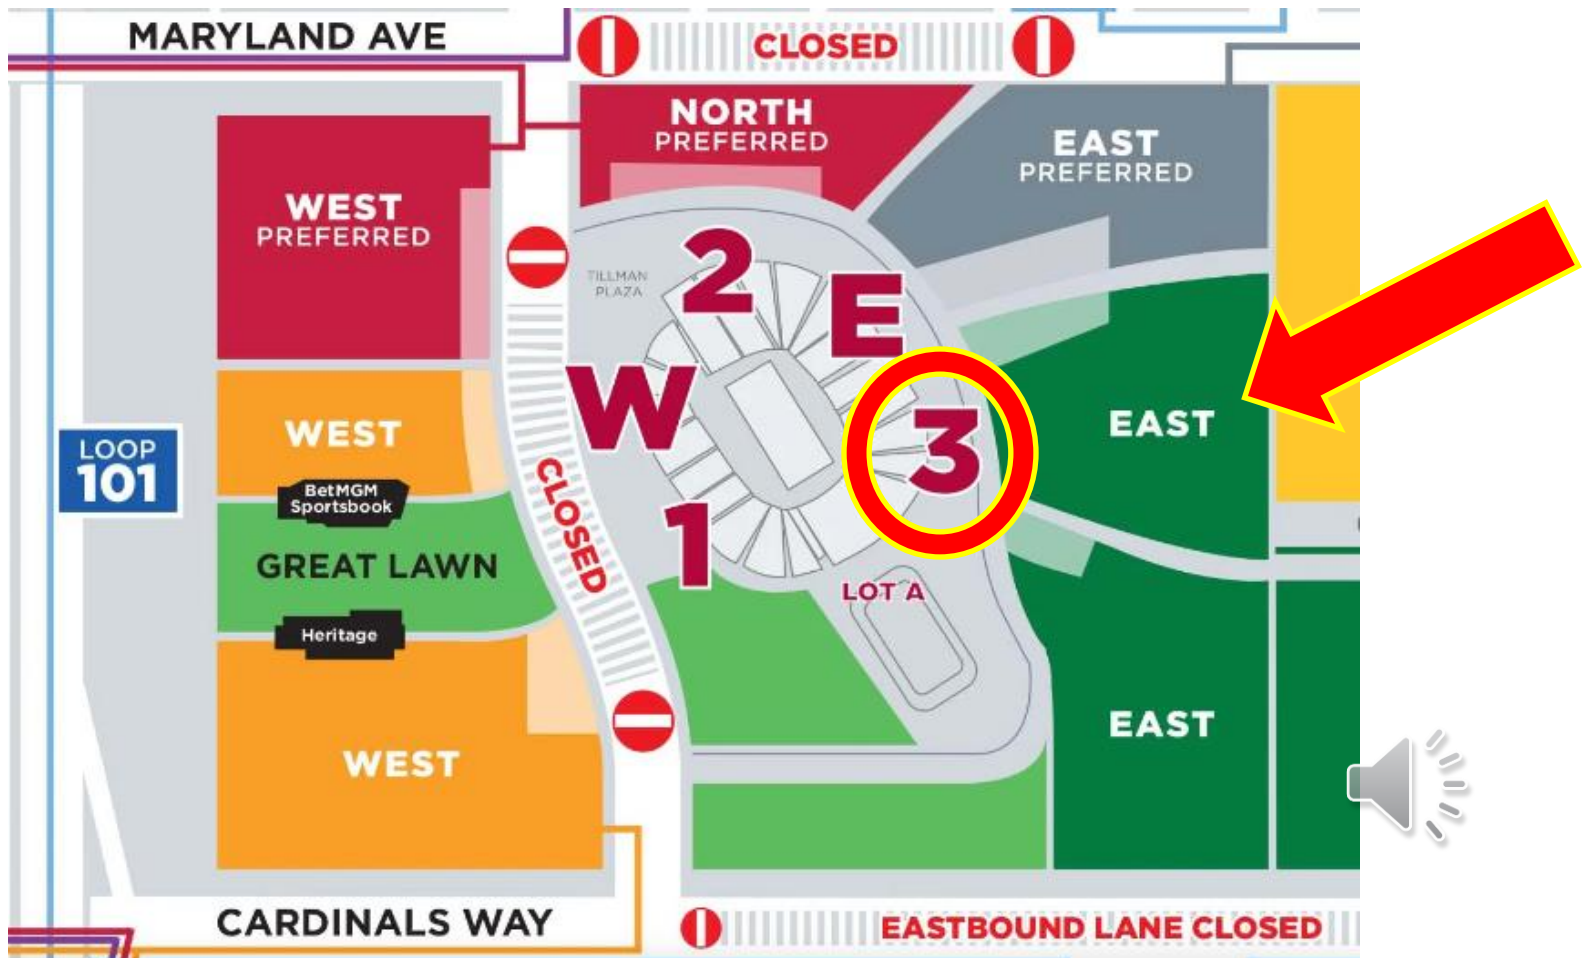 MARYLAND AVE
CLOSED
NORTH
PREFERRED
EAST
PREFERRED
WEST
PREFERRED
TILLMAN
PLAZA
2
E
W
3
1
EAST
WEST
LOOP
101
BetMGM
Sportsbook
CLOSED
GREAT LAWN
LOT A
Heritage
EAST
WEST
CARDINALS WAY
EASTBOUND LANE CLOSED